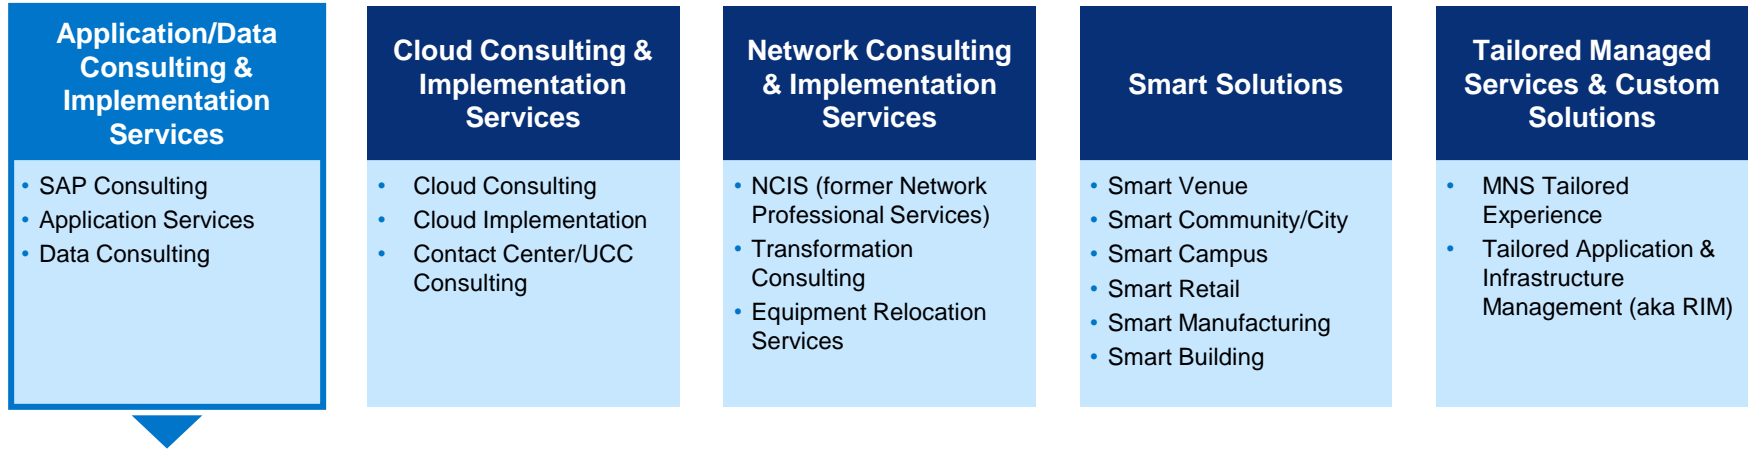 Application/Data
Consulting &
Implementation
Services
• SAP Consulting
• Application Services
• Data Consulting
Cloud Consulting &
Implementation
Services
• Cloud Consulting
• Cloud Implementation
• Contact Center/UCC
Consulting
Network Consulting
& Implementation
Services
• NCIS (former Network
Professional Services)
• Transformation
Consulting
• Equipment Relocation
Services
Smart Solutions
• Smart Venue
• Smart Community/City
• Smart Campus
• Smart Retail
• Smart Manufacturing
• Smart Building
Tailored Managed
Services & Custom
Solutions
• MNS Tailored
Experience
• Tailored Application &
Infrastructure
Management (aka RIM)